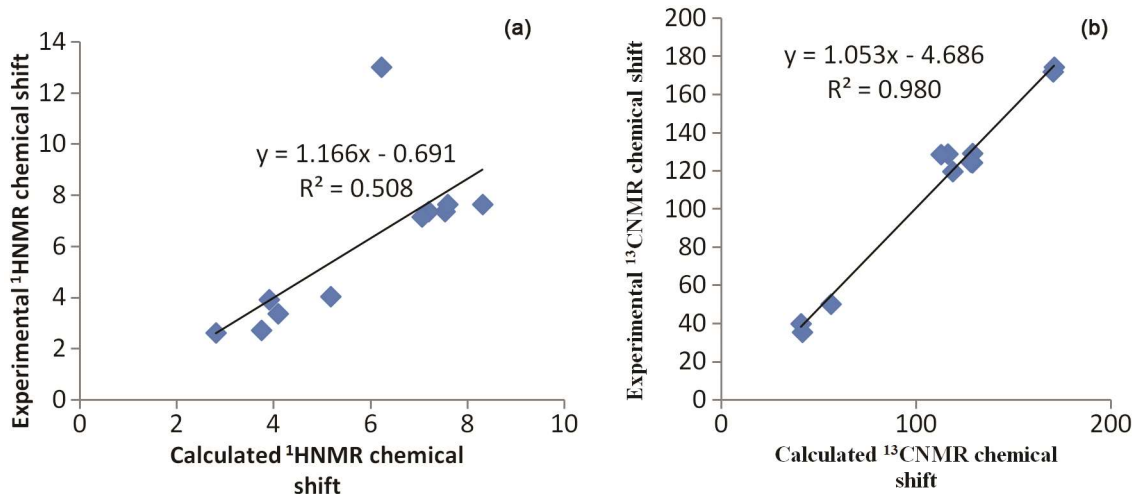 (a)
Experimental ¹HNMR chemical shift
14
12
10
8
6
4
2
0
y = 1.166x - 0.691
R² = 0.508
0 2 4 6 8 10
Calculated ¹HNMR chemical
shift
(b)
Experimental ¹³CNMR chemical shift
200
180
160
140
120
100
80
60
40
20
0
y = 1.053x - 4.686
R² = 0.980
0 100 200
Calculated ¹³CNMR chemical
shift